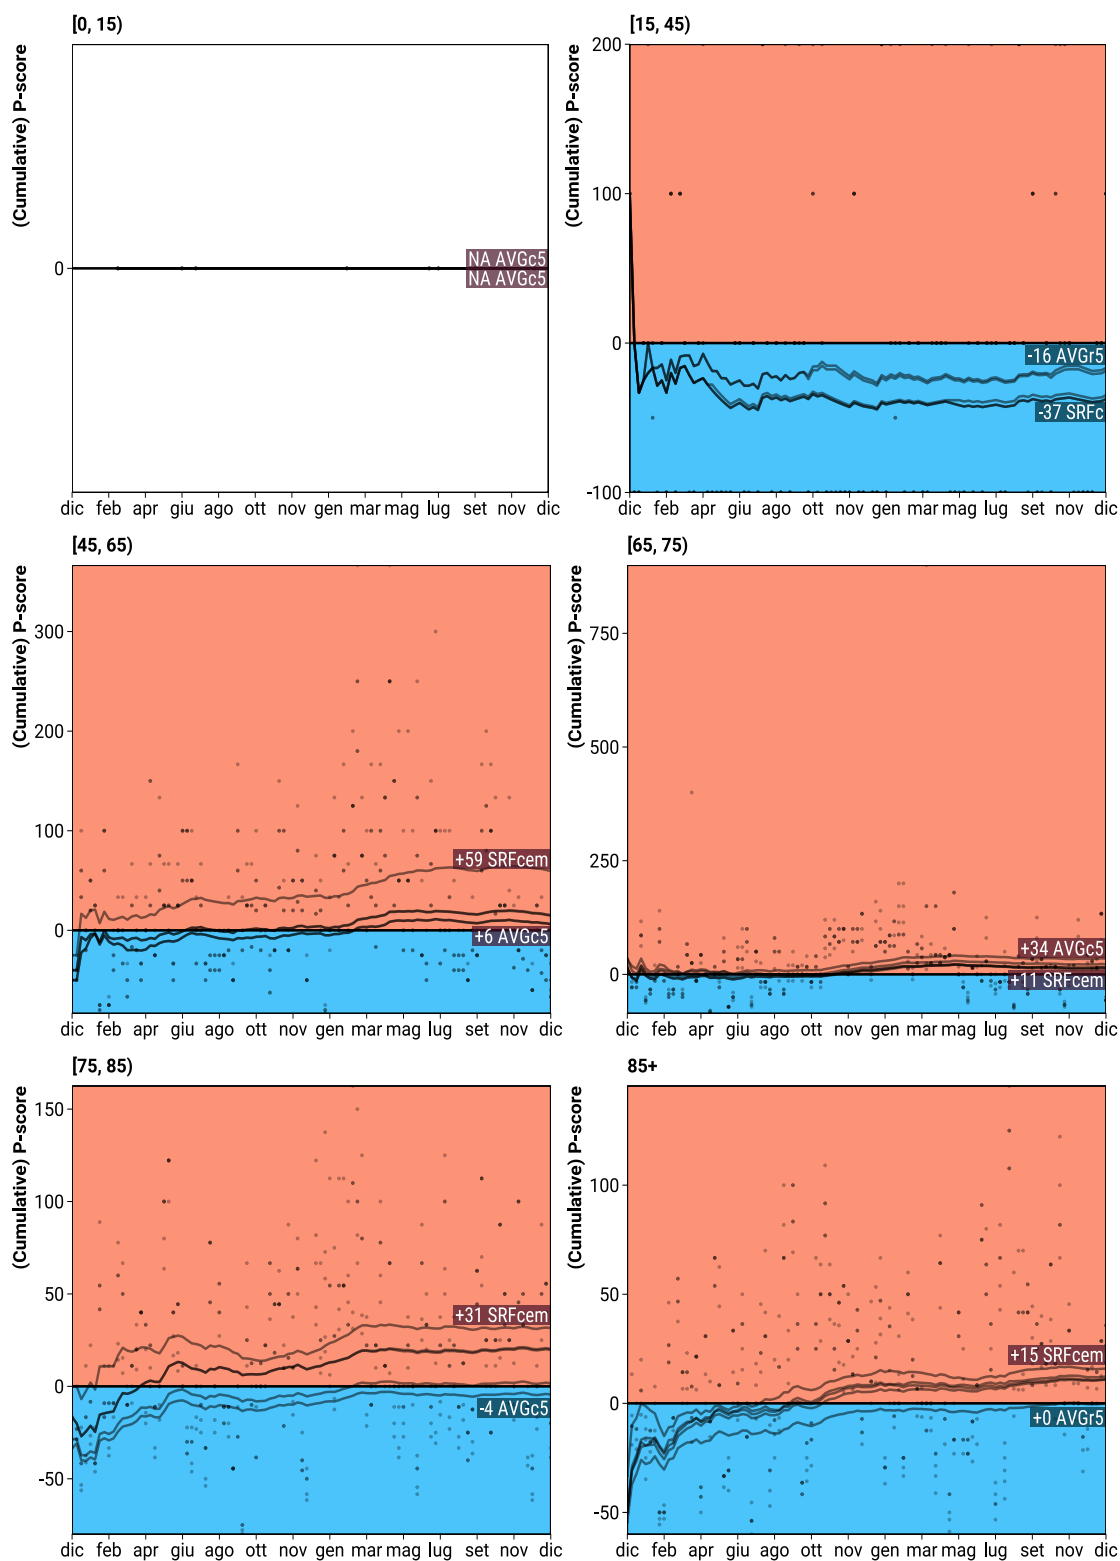 [0, 15)
(Cumulative) P-score
0
NA AVGc5
NA AVGc5
dic feb apr giu ago ott nov gen mar mag lug set nov dic
[15, 45)
(Cumulative) P-score
200
100
0
-100
-16 AVGr5
-37 SRFc
dic feb apr giu ago ott nov gen mar mag lug set nov dic
[45, 65)
(Cumulative) P-score
300
200
100
0
+59 SRFcem
+6 AVGc5
dic feb apr giu ago ott nov gen mar mag lug set nov dic
[65, 75)
(Cumulative) P-score
750
500
250
0
+34 AVGc5
+11 SRFcem
dic feb apr giu ago ott nov gen mar mag lug set nov dic
[75, 85)
(Cumulative) P-score
150
100
50
0
-50
+31 SRFcem
-4 AVGc5
dic feb apr giu ago ott nov gen mar mag lug set nov dic
85+
(Cumulative) P-score
100
50
0
-50
+15 SRFcem
+0 AVGr5
dic feb apr giu ago ott nov gen mar mag lug set nov dic